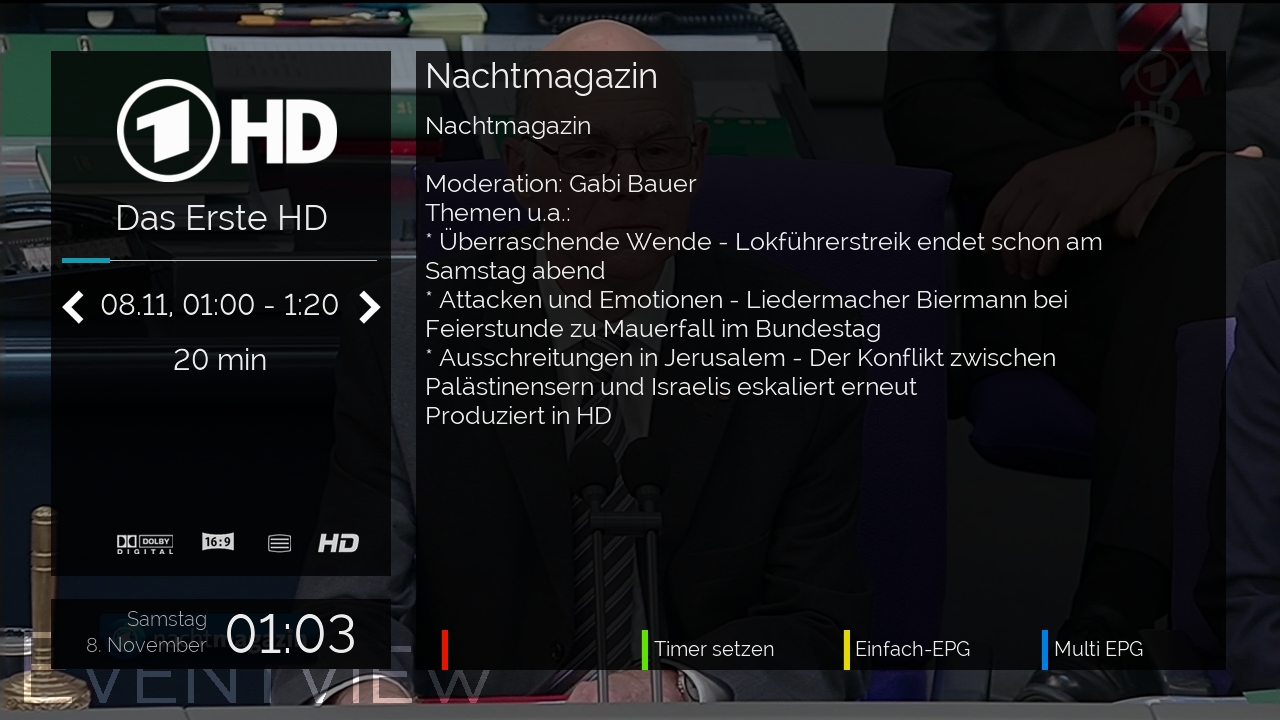 1 HD
Das Erste HD
08.11, 01:00 - 1:20
20 min
DOLBY
DIGITAL
16:9
HD
Samstag
8. November
01:03
Nachtmagazin
Nachtmagazin
Moderation: Gabi Bauer
Themen u.a.:
* Überraschende Wende - Lokführerstreik endet schon am
Samstag abend
* Attacken und Emotionen - Liedermacher Biermann bei
Feierstunde zu Mauerfall im Bundestag
* Ausschreitungen in Jerusalem - Der Konflikt zwischen
Palästinensern und Israelis eskaliert erneut
Produziert in HD
Timer setzen
Einfach-EPG
Multi EPG
1
HD
nachtmagazin
EVENTVIEW